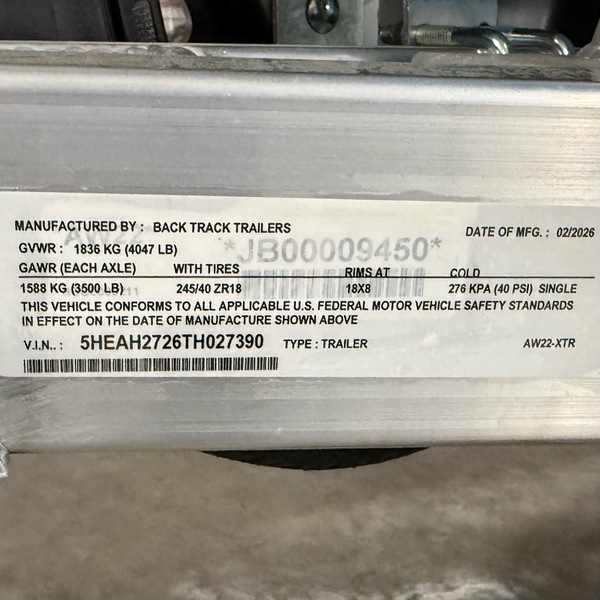 MANUFACTURED BY : BACK TRACK TRAILERS DATE OF MFG. : 02/2026
AW22
*JB00009450*
GVWR : 1836 KG (4047 LB)
GAWR (EACH AXLE) WITH TIRES RIMS AT COLD
1588 KG (3500 LB) 245/40 ZR18 18X8 276 KPA (40 PSI) SINGLE
THIS VEHICLE CONFORMS TO ALL APPLICABLE U.S. FEDERAL MOTOR VEHICLE SAFETY STANDARDS
IN EFFECT ON THE DATE OF MANUFACTURE SHOWN ABOVE
V.I.N.. : 5HEAH2726TH027390 TYPE : TRAILER AW22-XTR